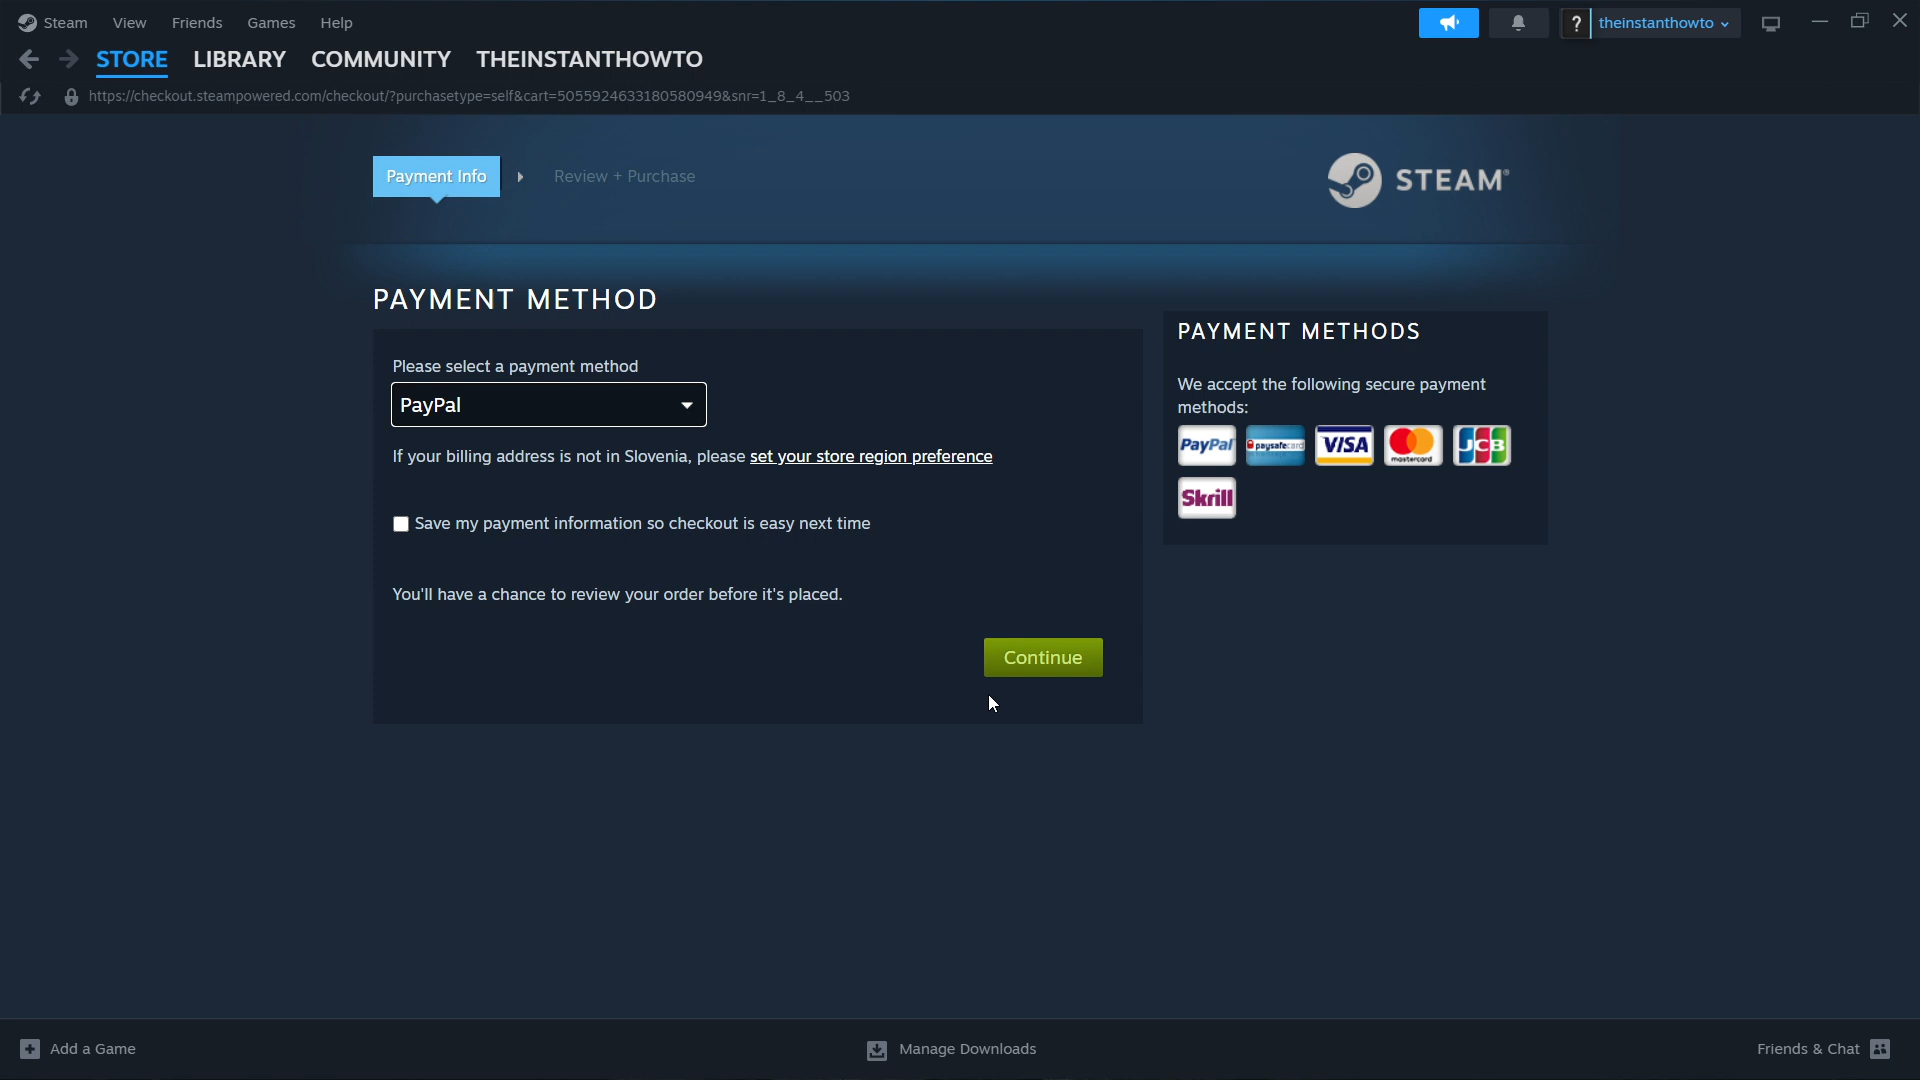 Steam View Friends Games Help
? theinstanthowto
STORE LIBRARY COMMUNITY THEINSTANTHOWTO
https://checkout.steampowered.com/checkout/?purchasetype=self&cart=5055924633180580949&snr=1_8_4__503
Payment Info Review + Purchase
STEAM®
PAYMENT METHOD
Please select a payment method
PayPal
If your billing address is not in Slovenia, please set your store region preference
Save my payment information so checkout is easy next time
You'll have a chance to review your order before it's placed.
Continue
PAYMENT METHODS
We accept the following secure payment
methods:
PayPal paysafecard VISA mastercard JCB
Skrill
Add a Game Manage Downloads Friends & Chat